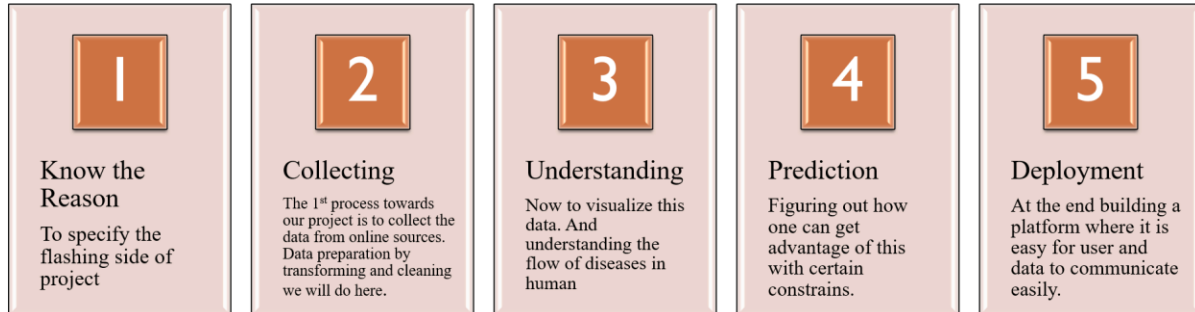 1
Know the
Reason
To specify the
flashing side of
project
2
Collecting
The 1st process towards
our project is to collect the
data from online sources.
Data preparation by
transforming and cleaning
we will do here.
3
Understanding
Now to visualize this
data. And
understanding the
flow of diseases in
human
4
Prediction
Figuring out how
one can get
advantage of this
with certain
constrains.
5
Deployment
At the end building a
platform where it is
easy for user and
data to communicate
easily.